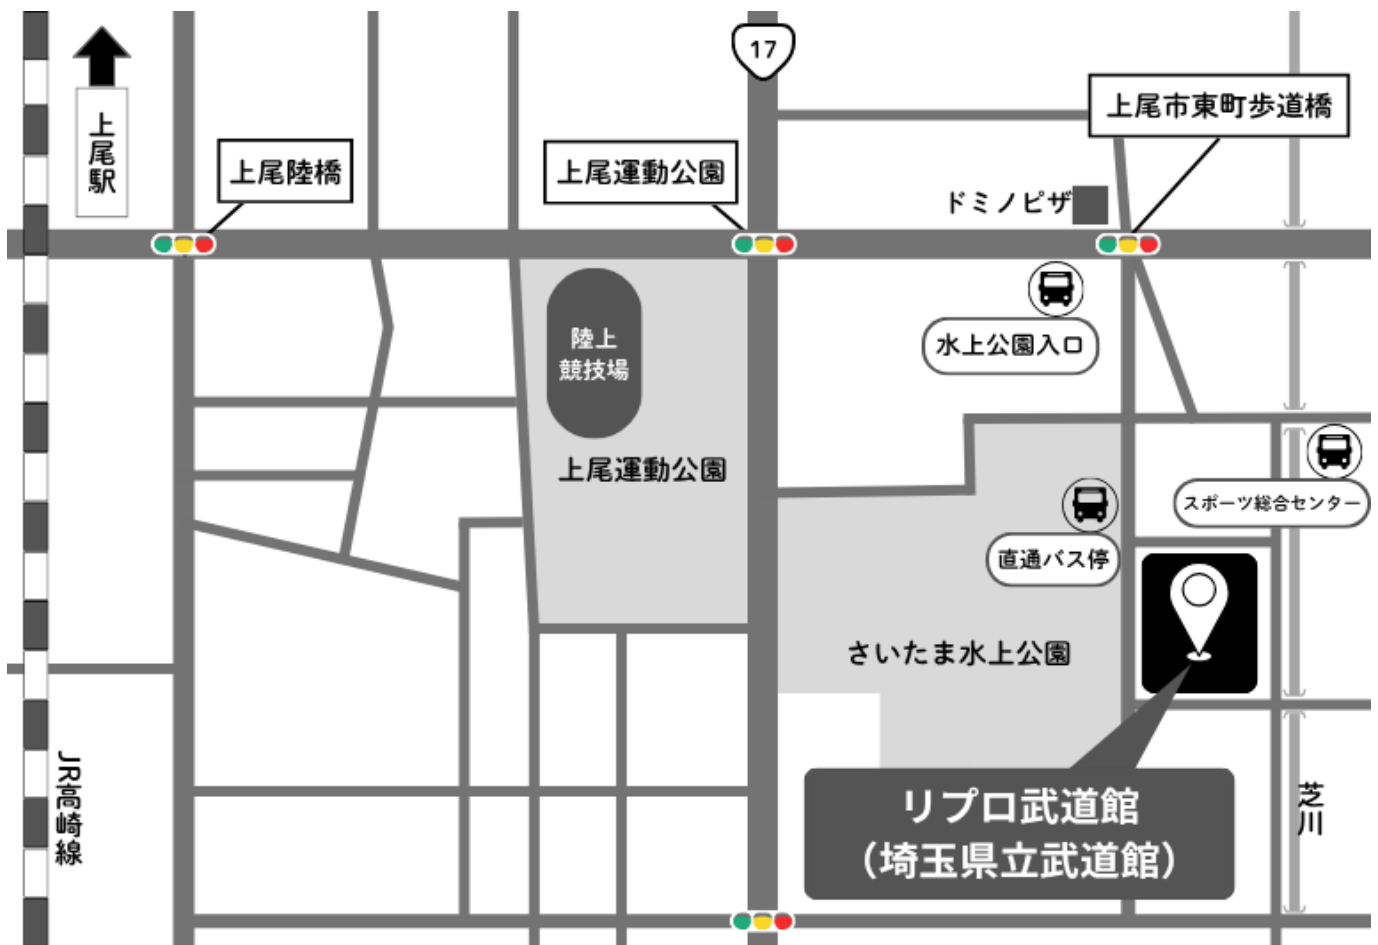 17
上尾市東町歩道橋
上尾駅
上尾陸橋
上尾運動公園
ドミノピザ
陸上
競技場
水上公園入口
上尾運動公園
スポーツ総合センター
直通バス停
さいたま水上公園
JR高崎線
リプロ武道館
（埼玉県立武道館）
芝川